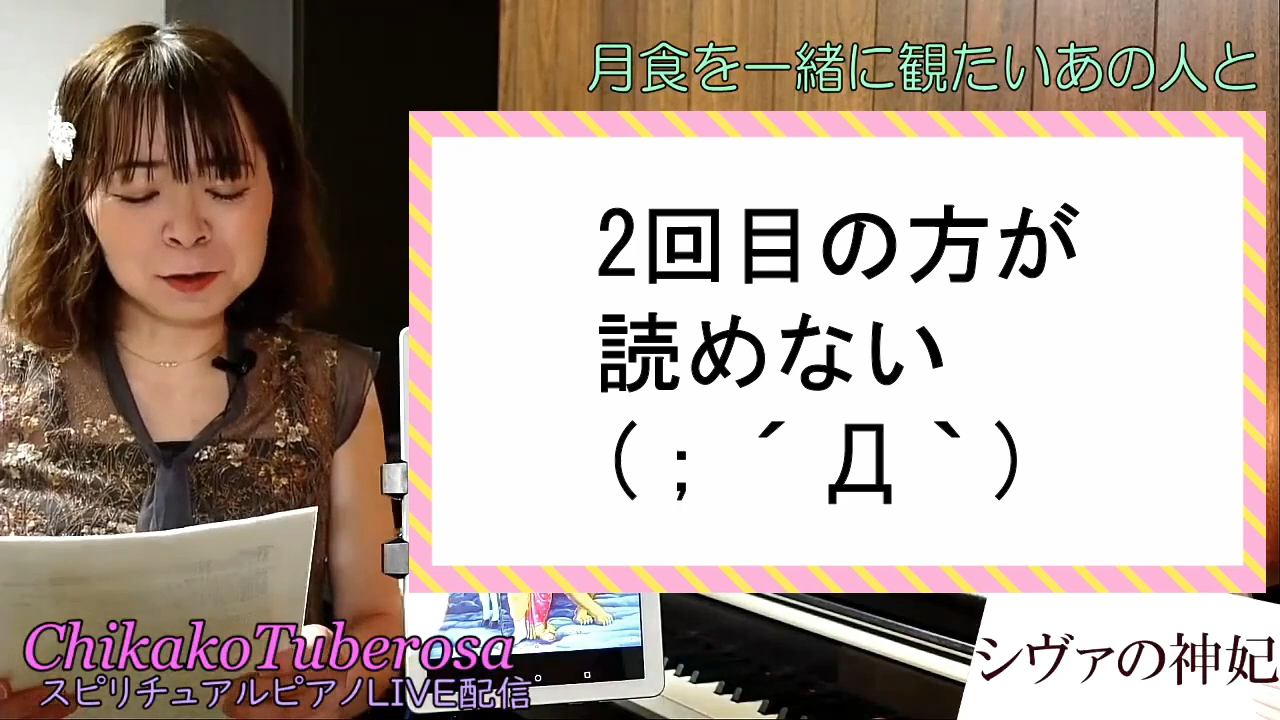 月食を一緒に観たいあの人と
2回目の方が
読めない
(；´Д｀)
ChikakoTuberosa
スピリチュアルピアノLIVE配信
シヴァの神妃